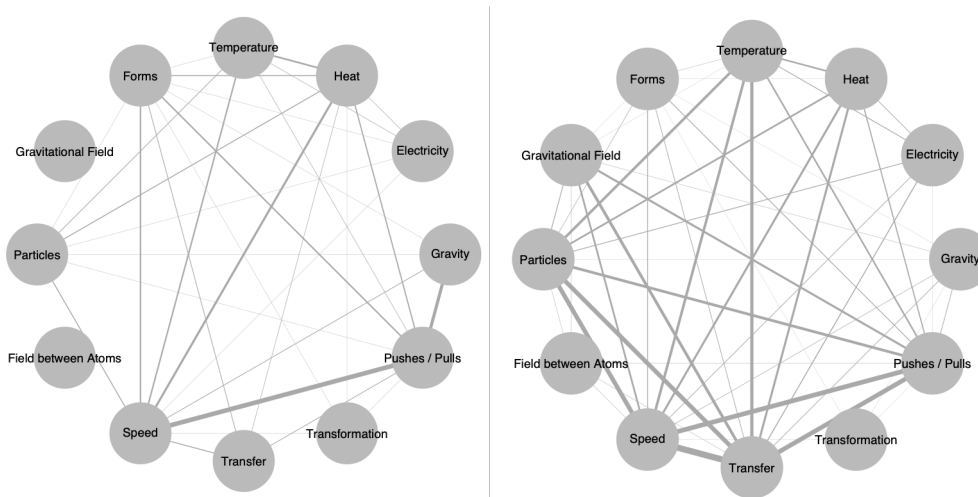 Temperature
Forms
Heat
Gravitational Field
Electricity
Particles
Gravity
Field between Atoms
Pushes / Pulls
Speed
Transformation
Transfer
Temperature
Forms
Heat
Gravitational Field
Electricity
Particles
Gravity
Field between Atoms
Pushes / Pulls
Speed
Transformation
Transfer